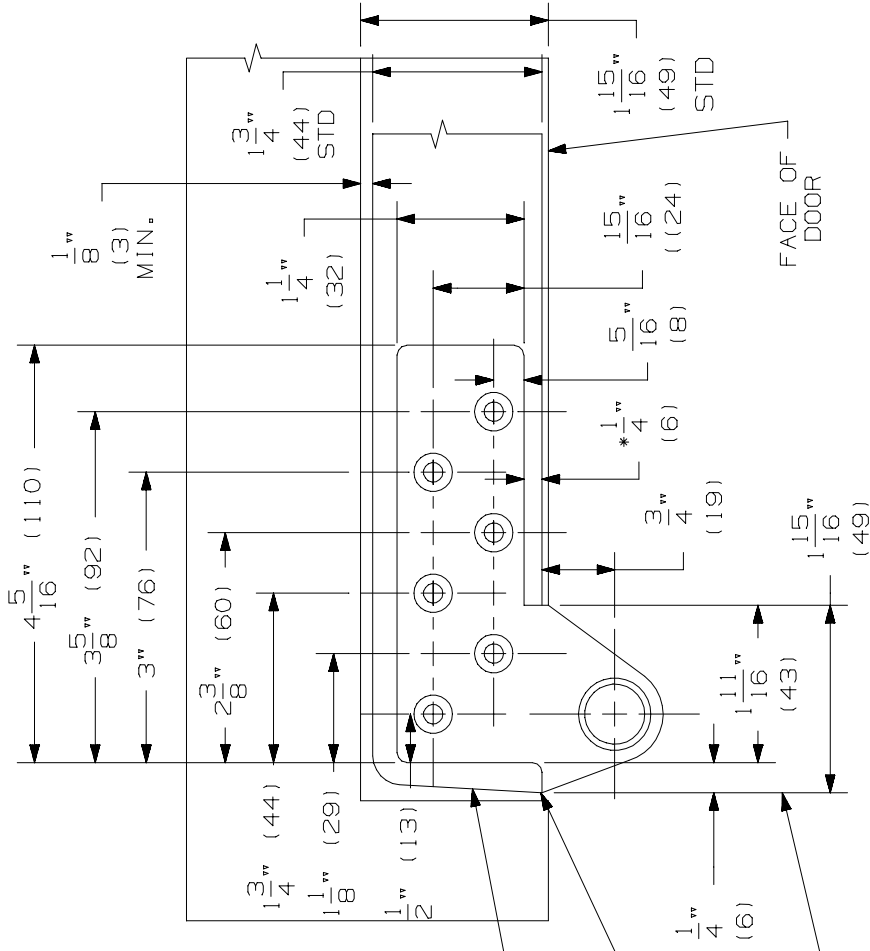 1 15/16" (49) STD
1 3/4" (44) STD
1/8" (3) MIN.
1 1/4" (32)
15/16 ((24)
5/16" (8)
*1/4" (6)
3/4" (19)
FACE OF DOOR
4 5/16" (110)
3 5/8" (92)
3" (76)
2 3/8" (60)
1 3/4" (44)
1 1/8" (29)
1/2" (13)
1 15/16" (49)
1 11/16" (43)
1/4" (6)